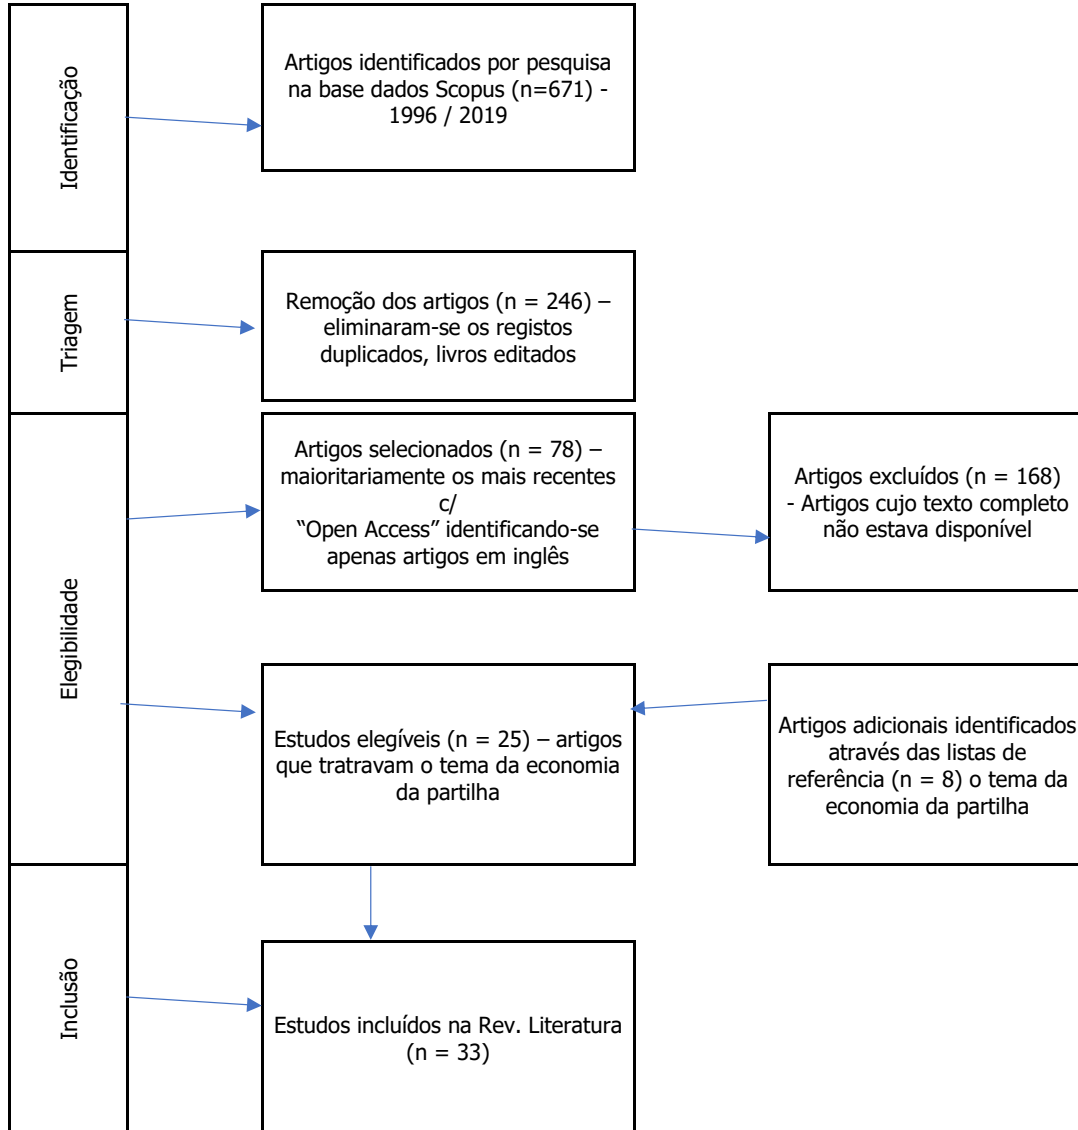 Identificação
Artigos identificados por pesquisa
na base dados Scopus (n=671) -
1996 / 2019
Triagem
Remoção dos artigos (n = 246) –
eliminaram-se os registos
duplicados, livros editados
Elegibilidade
Artigos selecionados (n = 78) –
maioritariamente os mais recentes
c/
“Open Access” identificando-se
apenas artigos em inglês
Artigos excluídos (n = 168)
- Artigos cujo texto completo
não estava disponível
Estudos elegíveis (n = 25) – artigos
que tratravam o tema da economia
da partilha
Artigos adicionais identificados
através das listas de
referência (n = 8) o tema da
economia da partilha
Inclusão
Estudos incluídos na Rev. Literatura
(n = 33)